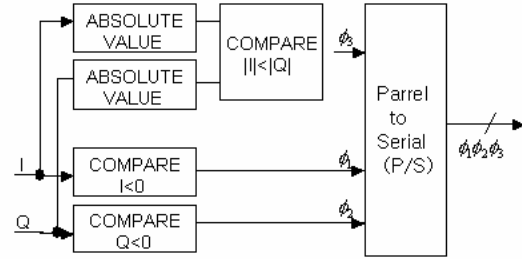 ABSOLUTE
VALUE
COMPARE
|I|<|Q|
ϕ3
ABSOLUTE
VALUE
Parrel
to
Serial
(P/S)
ϕ1ϕ2ϕ3
I
COMPARE
I<0
ϕ1
Q
COMPARE
Q<0
ϕ2